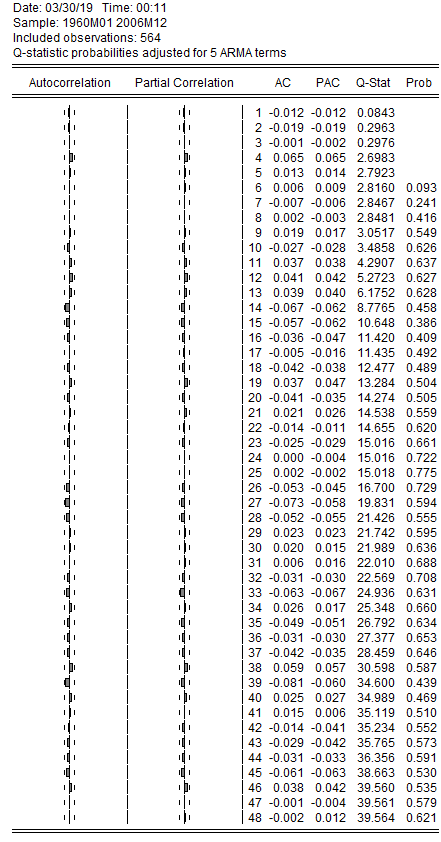 Date: 03/30/19 Time: 00:11
Sample: 1960M01 2006M12
Included observations: 564
Q-statistic probabilities adjusted for 5 ARMA terms
Autocorrelation Partial Correlation AC PAC Q-Stat Prob
1 -0.012 -0.012 0.0843
2 -0.019 -0.019 0.2963
3 -0.001 -0.002 0.2976
4 0.065 0.065 2.6983
5 0.013 0.014 2.7923
6 0.006 0.009 2.8160 0.093
7 -0.007 -0.006 2.8467 0.241
8 0.002 -0.003 2.8481 0.416
9 0.019 0.017 3.0517 0.549
10 -0.027 -0.028 3.4858 0.626
11 0.037 0.038 4.2907 0.637
12 0.041 0.042 5.2723 0.627
13 0.039 0.040 6.1752 0.628
14 -0.067 -0.062 8.7765 0.458
15 -0.057 -0.062 10.648 0.386
16 -0.036 -0.047 11.420 0.409
17 -0.005 -0.016 11.435 0.492
18 -0.042 -0.038 12.477 0.489
19 0.037 0.047 13.284 0.504
20 -0.041 -0.035 14.274 0.505
21 0.021 0.026 14.538 0.559
22 -0.014 -0.011 14.655 0.620
23 -0.025 -0.029 15.016 0.661
24 0.000 -0.004 15.016 0.722
25 0.002 -0.002 15.018 0.775
26 -0.053 -0.045 16.700 0.729
27 -0.073 -0.058 19.831 0.594
28 -0.052 -0.055 21.426 0.555
29 0.023 0.023 21.742 0.595
30 0.020 0.015 21.989 0.636
31 0.006 0.016 22.010 0.688
32 -0.031 -0.030 22.569 0.708
33 -0.063 -0.067 24.936 0.631
34 0.026 0.017 25.348 0.660
35 -0.049 -0.051 26.792 0.634
36 -0.031 -0.030 27.377 0.653
37 -0.042 -0.035 28.459 0.646
38 0.059 0.057 30.598 0.587
39 -0.081 -0.060 34.600 0.439
40 0.025 0.027 34.989 0.469
41 0.015 0.006 35.119 0.510
42 -0.014 -0.041 35.234 0.552
43 -0.029 -0.042 35.765 0.573
44 -0.031 -0.033 36.356 0.591
45 -0.061 -0.063 38.663 0.530
46 0.038 0.042 39.560 0.535
47 -0.001 -0.004 39.561 0.579
48 -0.002 0.012 39.564 0.621